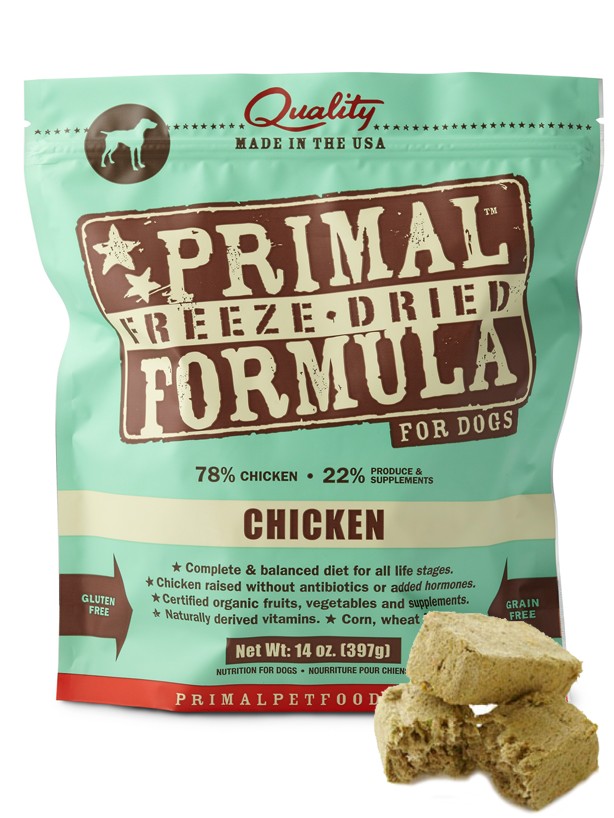 Quality
MADE IN THE USA
PRIMAL™
FREEZE•DRIED
FORMULA
FOR DOGS
78% CHICKEN • 22% PRODUCE & SUPPLEMENTS
CHICKEN
★ Complete & balanced diet for all life stages.
★ Chicken raised without antibiotics or added hormones.
★ Certified organic fruits, vegetables and supplements.
★ Naturally derived vitamins. ★ Corn, wheat
GLUTEN FREE
GRAIN FREE
Net Wt: 14 oz. (397g)
NUTRITION FOR DOGS • NOURRITURE POUR CHIEN
PRIMALPETFOOD